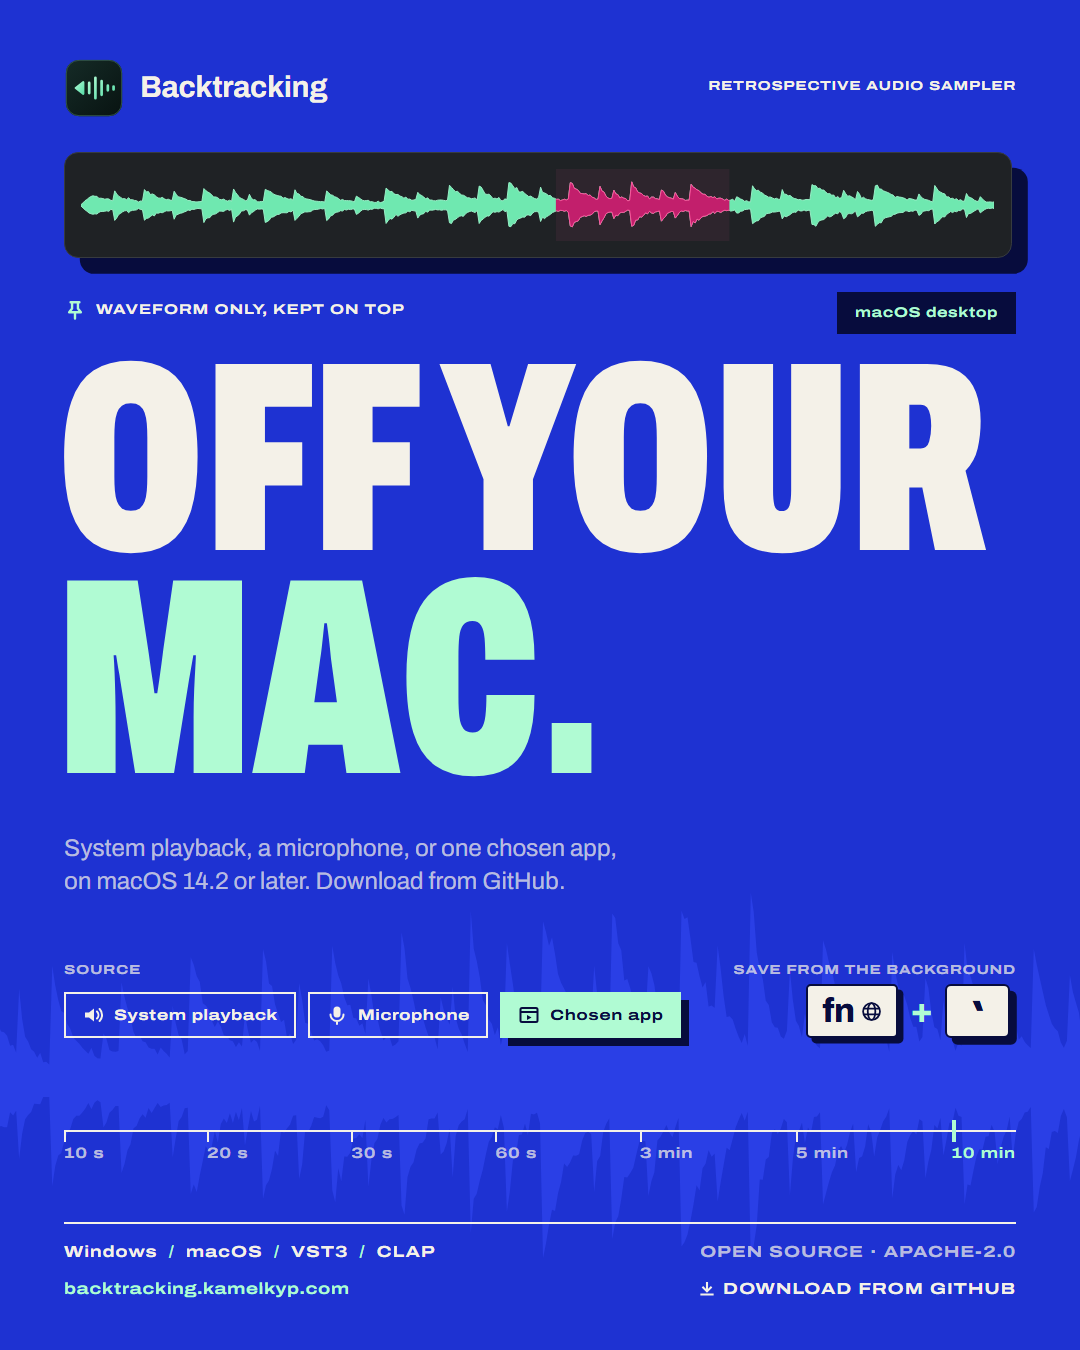 Backtracking
RETROSPECTIVE AUDIO SAMPLER
WAVEFORM ONLY, KEPT ON TOP
macOS desktop
OFF YOUR
MAC.
System playback, a microphone, or one chosen app,
on macOS 14.2 or later. Download from GitHub.
SOURCE
SAVE FROM THE BACKGROUND
System playback
Microphone
Chosen app
fn + `
10 s 20 s 30 s 60 s 3 min 5 min 10 min
Windows / macOS / VST3 / CLAP
OPEN SOURCE · APACHE-2.0
backtracking.kamelkyp.com
DOWNLOAD FROM GITHUB